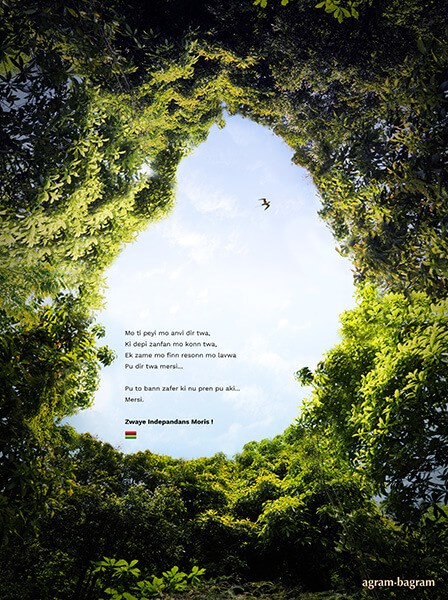 Mo ti peyi mo anvi dir twa,
Ki depi zanfan mo konn twa,
Ek zame mo finn resonn mo lavwa
Pu dir twa mersi...
Pu to bann zafer ki nu pren pu aki...
Mersi.
Zwaye Indepandans Moris !
agram-bagram